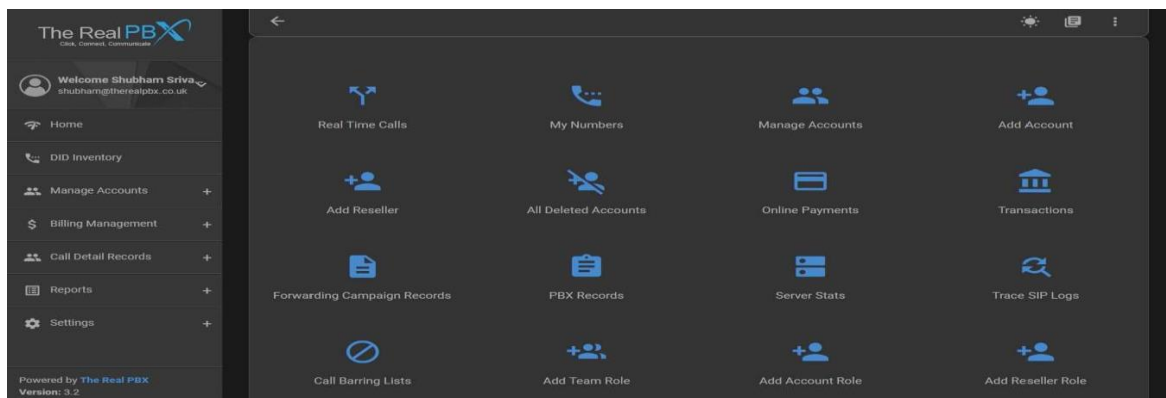 The Real PBX
Click, Connect, Communicate
Welcome Shubham Sriva
shubham@therealpbx.co.uk
Home
DID Inventory
Manage Accounts +
Billing Management +
Call Detail Records +
Reports +
Settings +
Powered by The Real PBX
Version: 3.2
Real Time Calls My Numbers Manage Accounts Add Account
Add Reseller All Deleted Accounts Online Payments Transactions
Forwarding Campaign Records PBX Records Server Stats Trace SIP Logs
Call Barring Lists Add Team Role Add Account Role Add Reseller Role